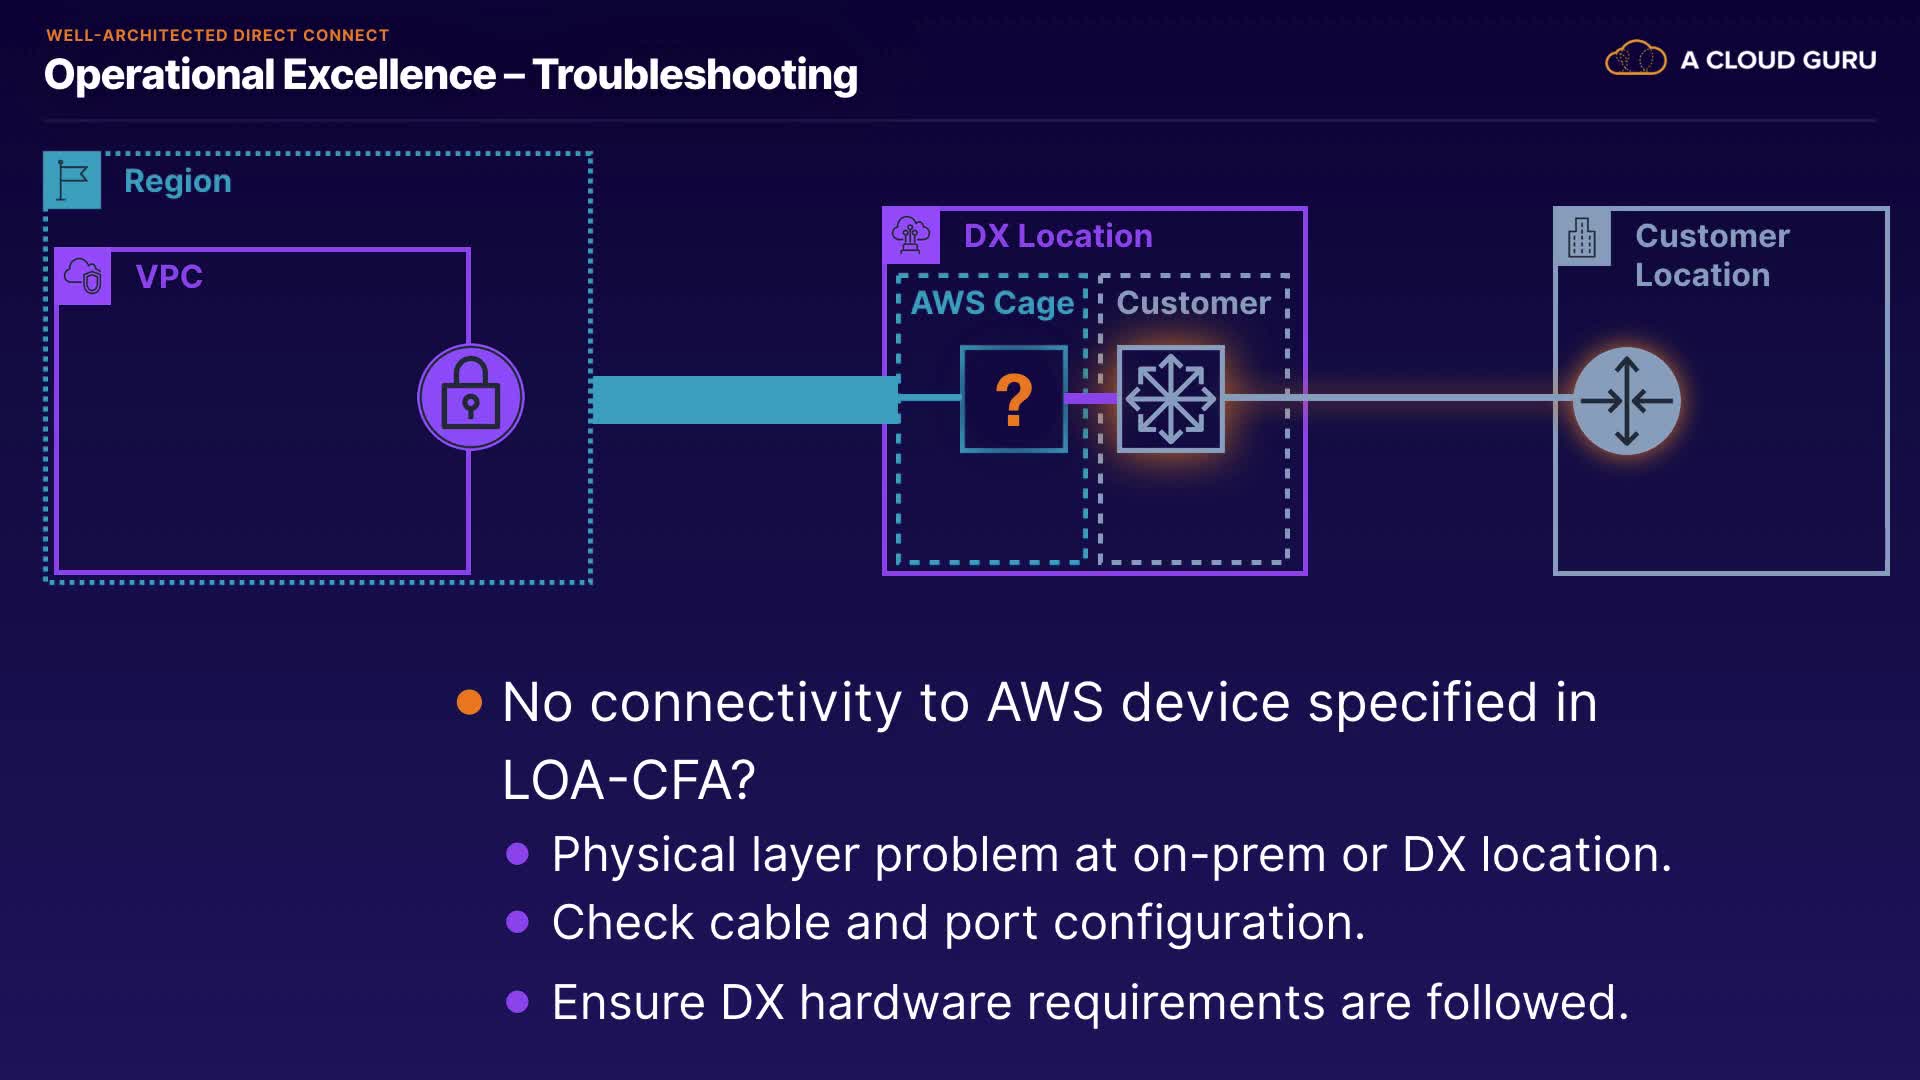 WELL-ARCHITECTED DIRECT CONNECT
Operational Excellence – Troubleshooting
A CLOUD GURU
Region
VPC
DX Location
AWS Cage
Customer
?
Customer
Location
No connectivity to AWS device specified in
LOA-CFA?
Physical layer problem at on-prem or DX location.
Check cable and port configuration.
Ensure DX hardware requirements are followed.